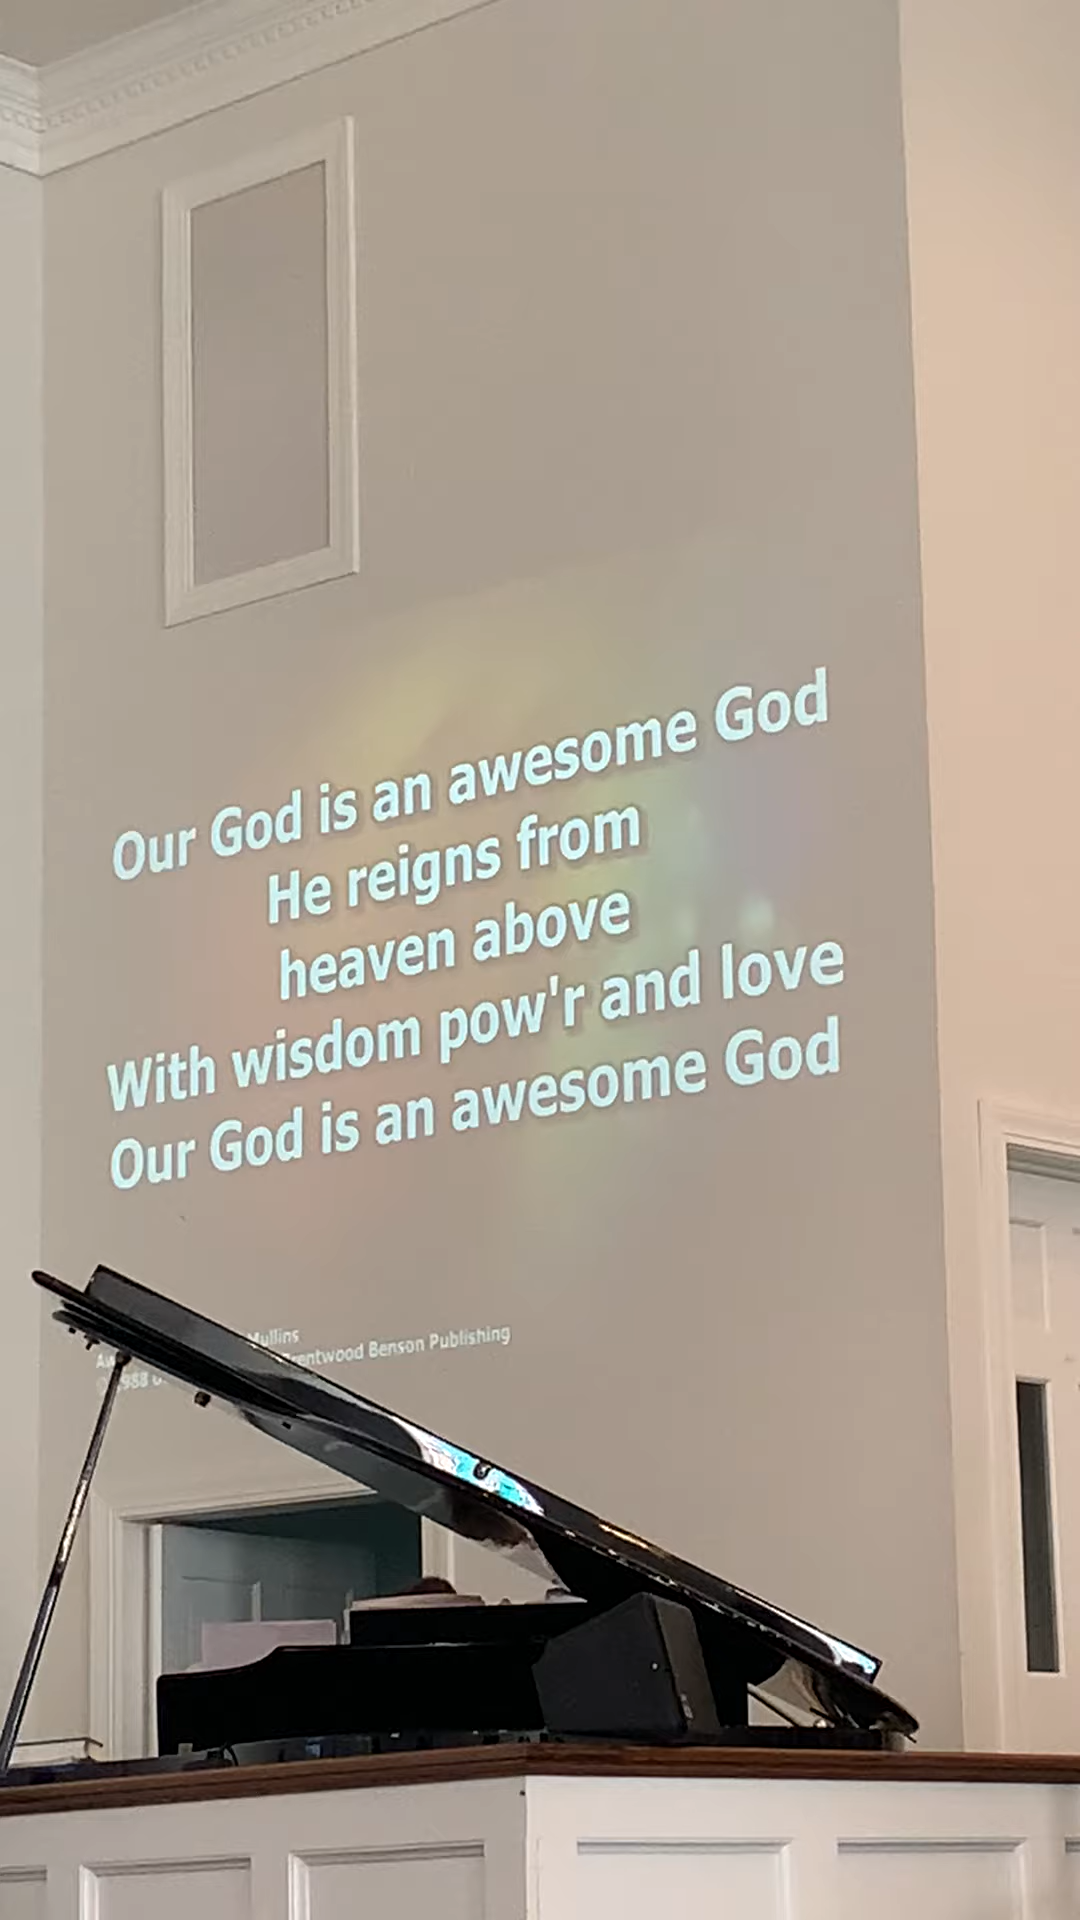 Our God is an awesome God
He reigns from
heaven above
With wisdom pow'r and love
Our God is an awesome God
Mullins
Brentwood Benson Publishing
1988